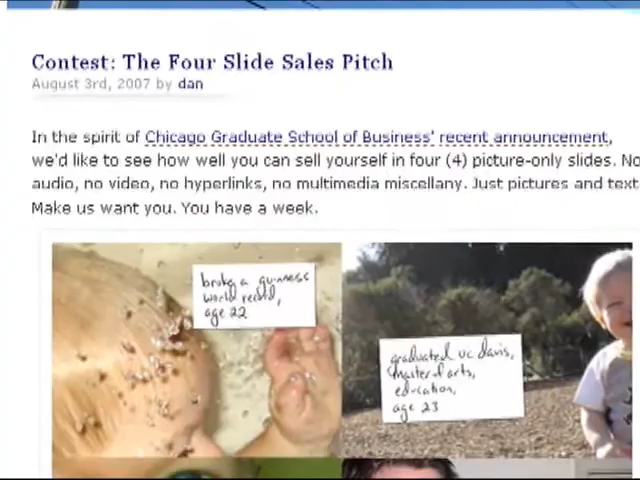 Contest: The Four Slide Sales Pitch
August 3rd, 2007 by dan
In the spirit of Chicago Graduate School of Business' recent announcement,
we'd like to see how well you can sell yourself in four (4) picture-only slides. No
audio, no video, no hyperlinks, no multimedia miscellany. Just pictures and text
Make us want you. You have a week.
broke a guinness
world record,
age 22
graduated uc davis,
master of arts,
education,
age 23